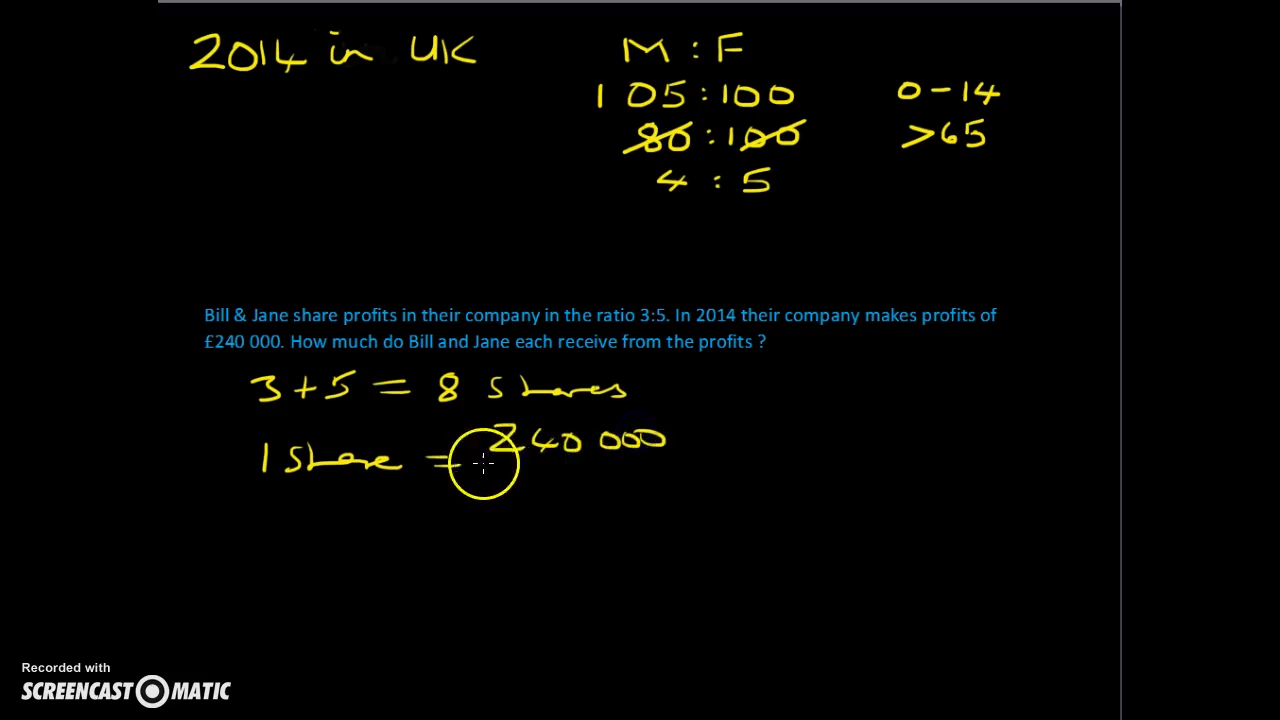 2014 in UK
M : F
105 : 100 0 - 14
80 : 100 >65
4 : 5
Bill & Jane share profits in their company in the ratio 3:5. In 2014 their company makes profits of
£240 000. How much do Bill and Jane each receive from the profits ?
3 + 5 = 8 shares
1 share = 240 000
Recorded with
SCREENCAST MATIC